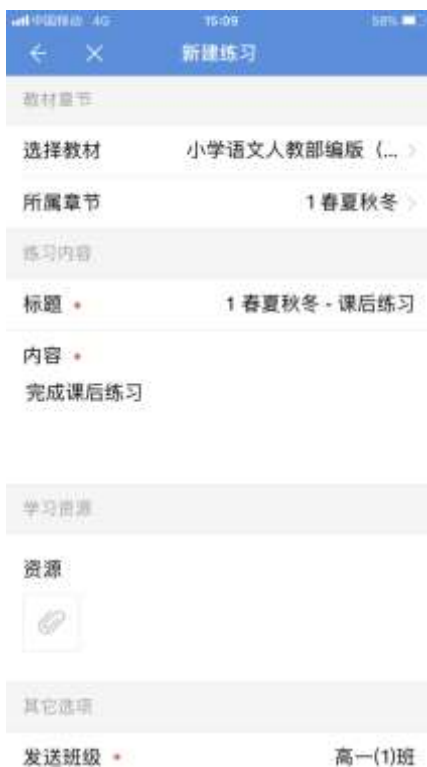 中国移动 4G 15:09 58%
新建练习
教材章节
选择教材 小学语文人教部编版（...
所属章节 1 春夏秋冬
练习内容
标题 • 1 春夏秋冬 - 课后练习
内容 •
完成课后练习
学习资源
资源
其它选项
发送班级 • 高一(1)班